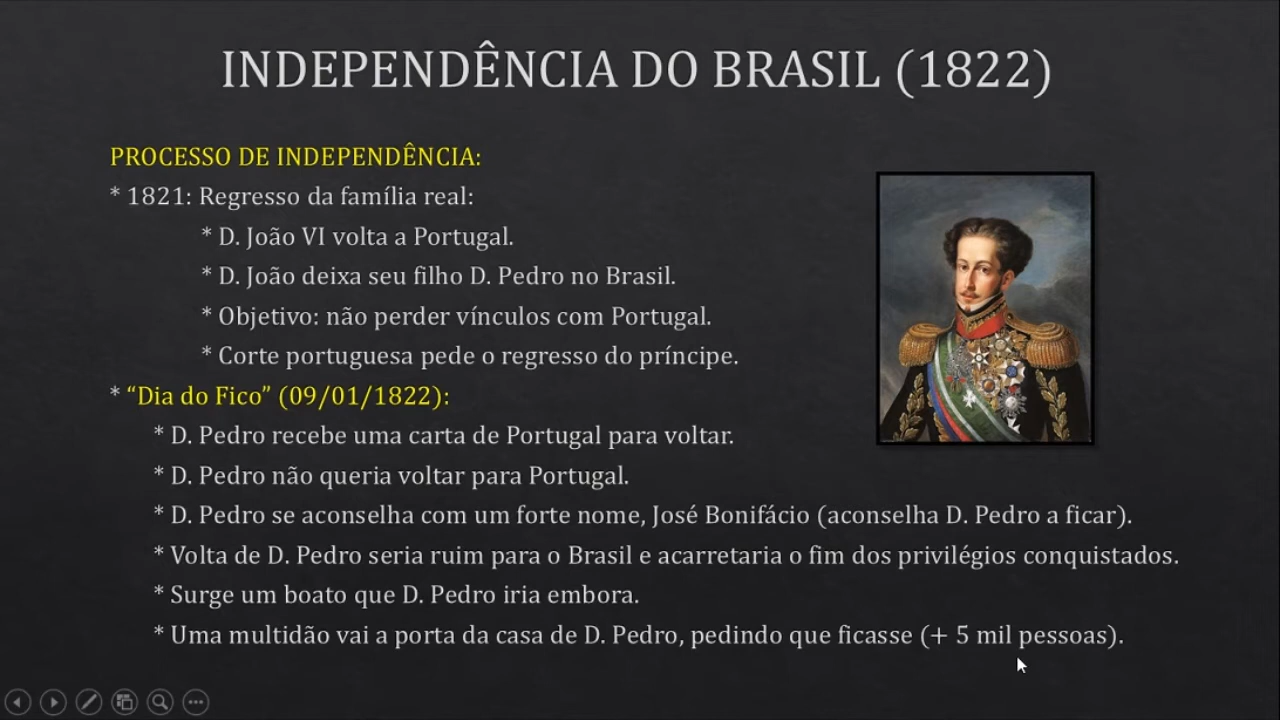 INDEPENDÊNCIA DO BRASIL (1822)
PROCESSO DE INDEPENDÊNCIA:
* 1821: Regresso da família real:
* D. João VI volta a Portugal.
* D. João deixa seu filho D. Pedro no Brasil.
* Objetivo: não perder vínculos com Portugal.
* Corte portuguesa pede o regresso do príncipe.
* “Dia do Fico” (09/01/1822):
* D. Pedro recebe uma carta de Portugal para voltar.
* D. Pedro não queria voltar para Portugal.
* D. Pedro se aconselha com um forte nome, José Bonifácio (aconselha D. Pedro a ficar).
* Volta de D. Pedro seria ruim para o Brasil e acarretaria o fim dos privilégios conquistados.
* Surge um boato que D. Pedro iria embora.
* Uma multidão vai a porta da casa de D. Pedro, pedindo que ficasse (+ 5 mil pessoas).